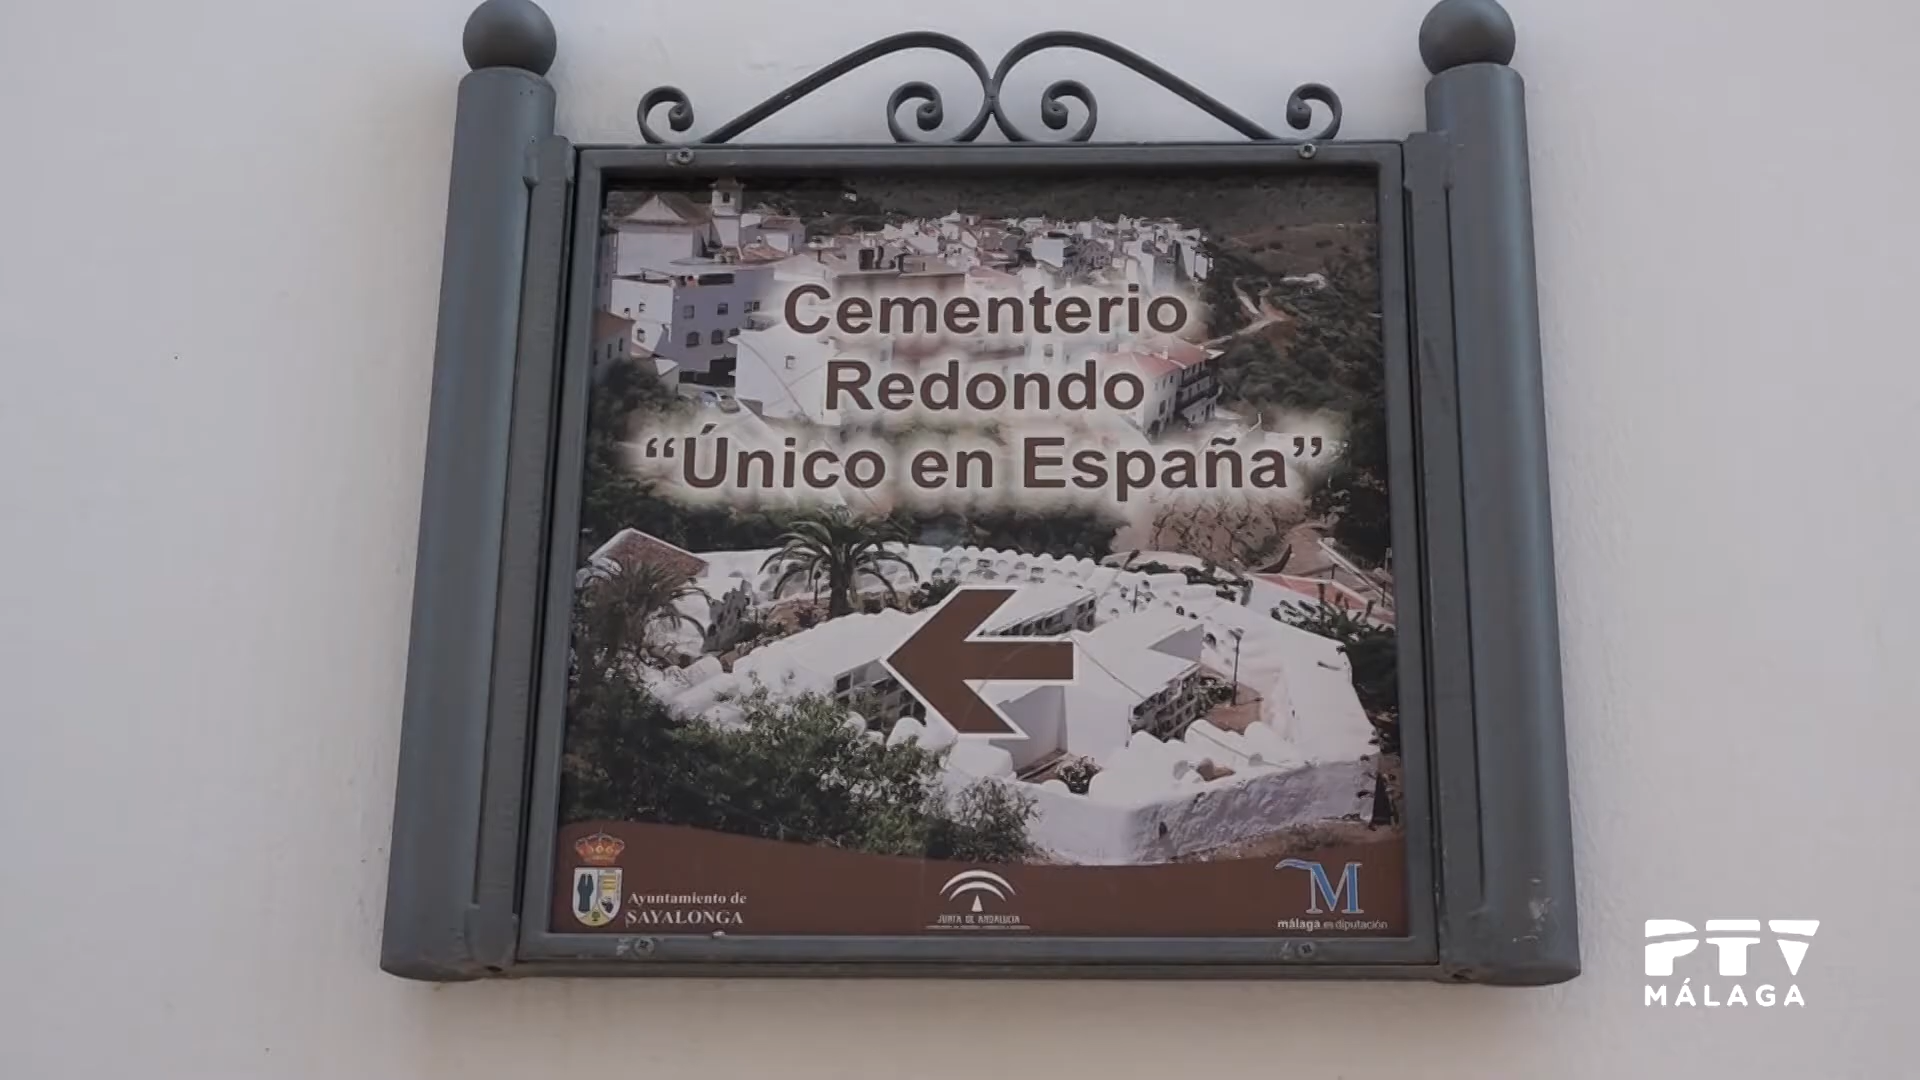 Cementerio
Redondo
“Único en España”
Ayuntamiento de
SAYALONGA
JUNTA DE ANDALUCIA
M
málaga.es diputación
PTV
MÁLAGA